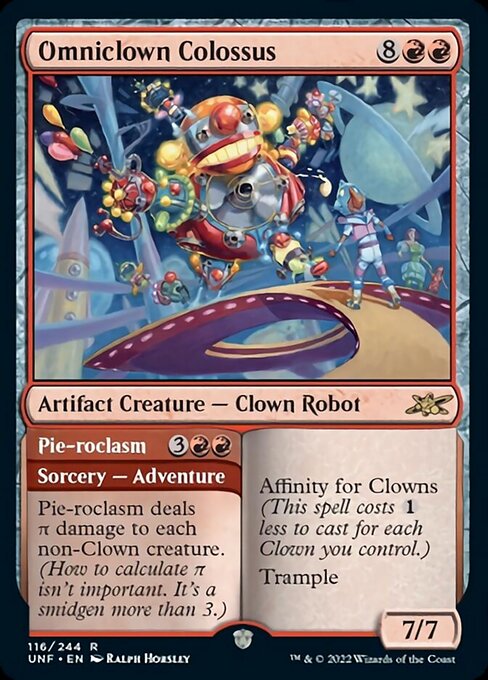 Omniclown Colossus 8
Artifact Creature — Clown Robot
Pie-roclasm 3
Sorcery — Adventure
Pie-roclasm deals
π damage to each
non-Clown creature.
(How to calculate π
isn't important. It's a
smidgen more than 3.)
Affinity for Clowns
(This spell costs 1
less to cast for each
Clown you control.)
Trample
7/7
116/244 R
UNF • EN Ralph Horsley
™ & © 2022 Wizards of the Coast